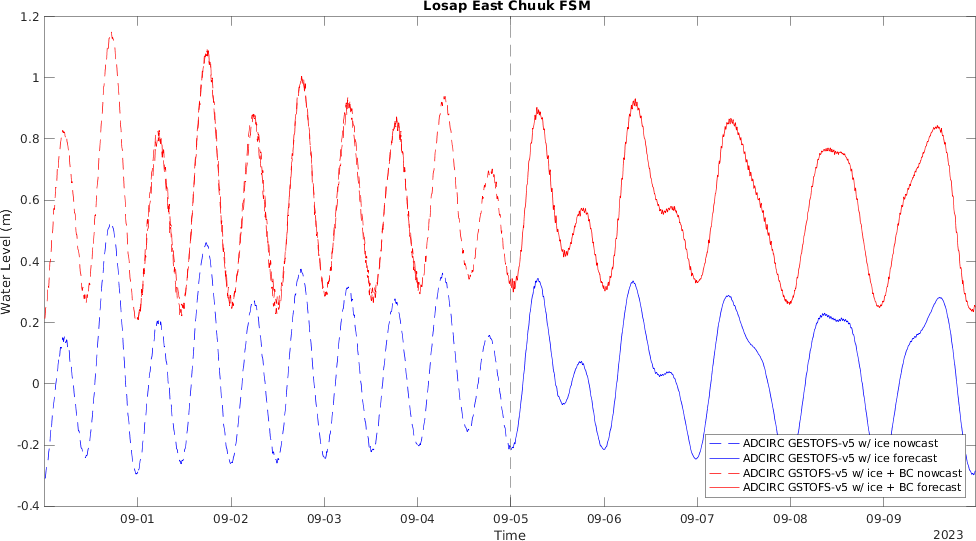 Losap East Chuuk FSM
1.2
1
0.8
0.6
0.4
0.2
0
-0.2
-0.4
Water Level (m)
ADCIRC GESTOFS-v5 w/ ice nowcast
ADCIRC GESTOFS-v5 w/ ice forecast
ADCIRC GSTOFS-v5 w/ ice + BC nowcast
ADCIRC GSTOFS-v5 w/ ice + BC forecast
09-01 09-02 09-03 09-04 09-05 09-06 09-07 09-08 09-09
Time
2023